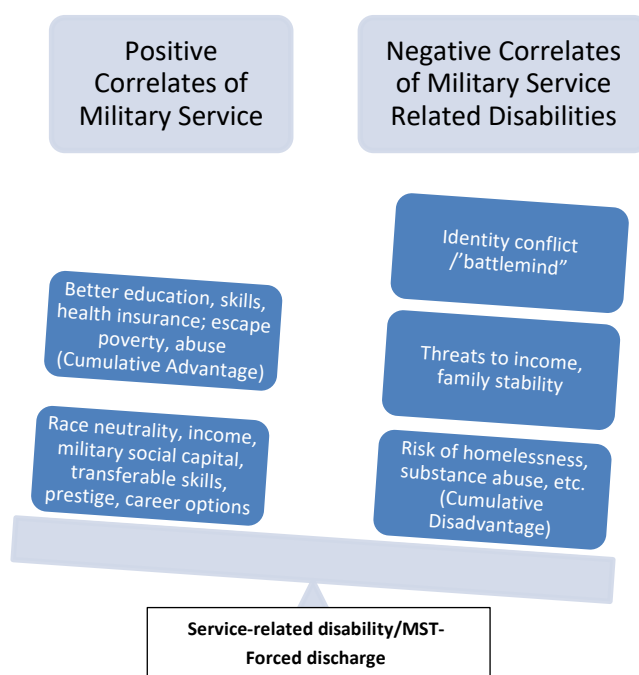 Positive
Correlates of
Military Service
Negative Correlates
of Military Service
Related Disabilities
Better education, skills,
health insurance; escape
poverty, abuse
(Cumulative Advantage)
Race neutrality, income,
military social capital,
transferable skills,
prestige, career options
Identity conflict
/’battlemind”
Threats to income,
family stability
Risk of homelessness,
substance abuse, etc.
(Cumulative
Disadvantage)
Service-related disability/MST-
Forced discharge